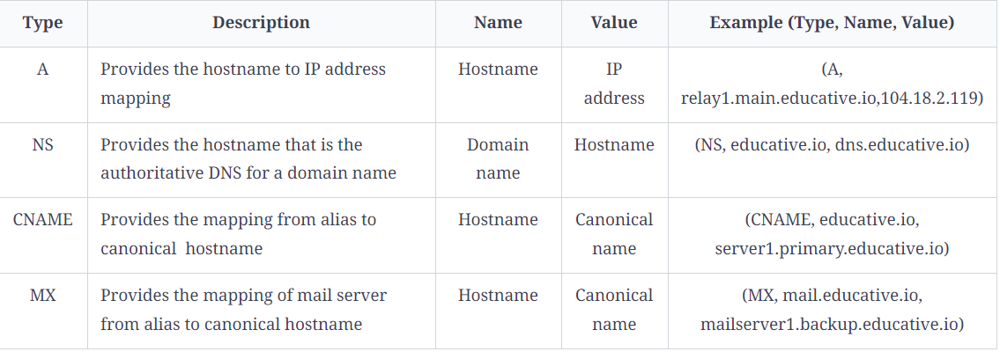 Type Description Name Value Example (Type, Name, Value)
A Provides the hostname to IP address Hostname IP (A,
mapping address relay1.main.educative.io,104.18.2.119)
NS Provides the hostname that is the Domain Hostname (NS, educative.io, dns.educative.io)
authoritative DNS for a domain name name
CNAME Provides the mapping from alias to Hostname Canonical (CNAME, educative.io,
canonical hostname name server1.primary.educative.io)
MX Provides the mapping of mail server Hostname Canonical (MX, mail.educative.io,
from alias to canonical hostname name mailserver1.backup.educative.io)